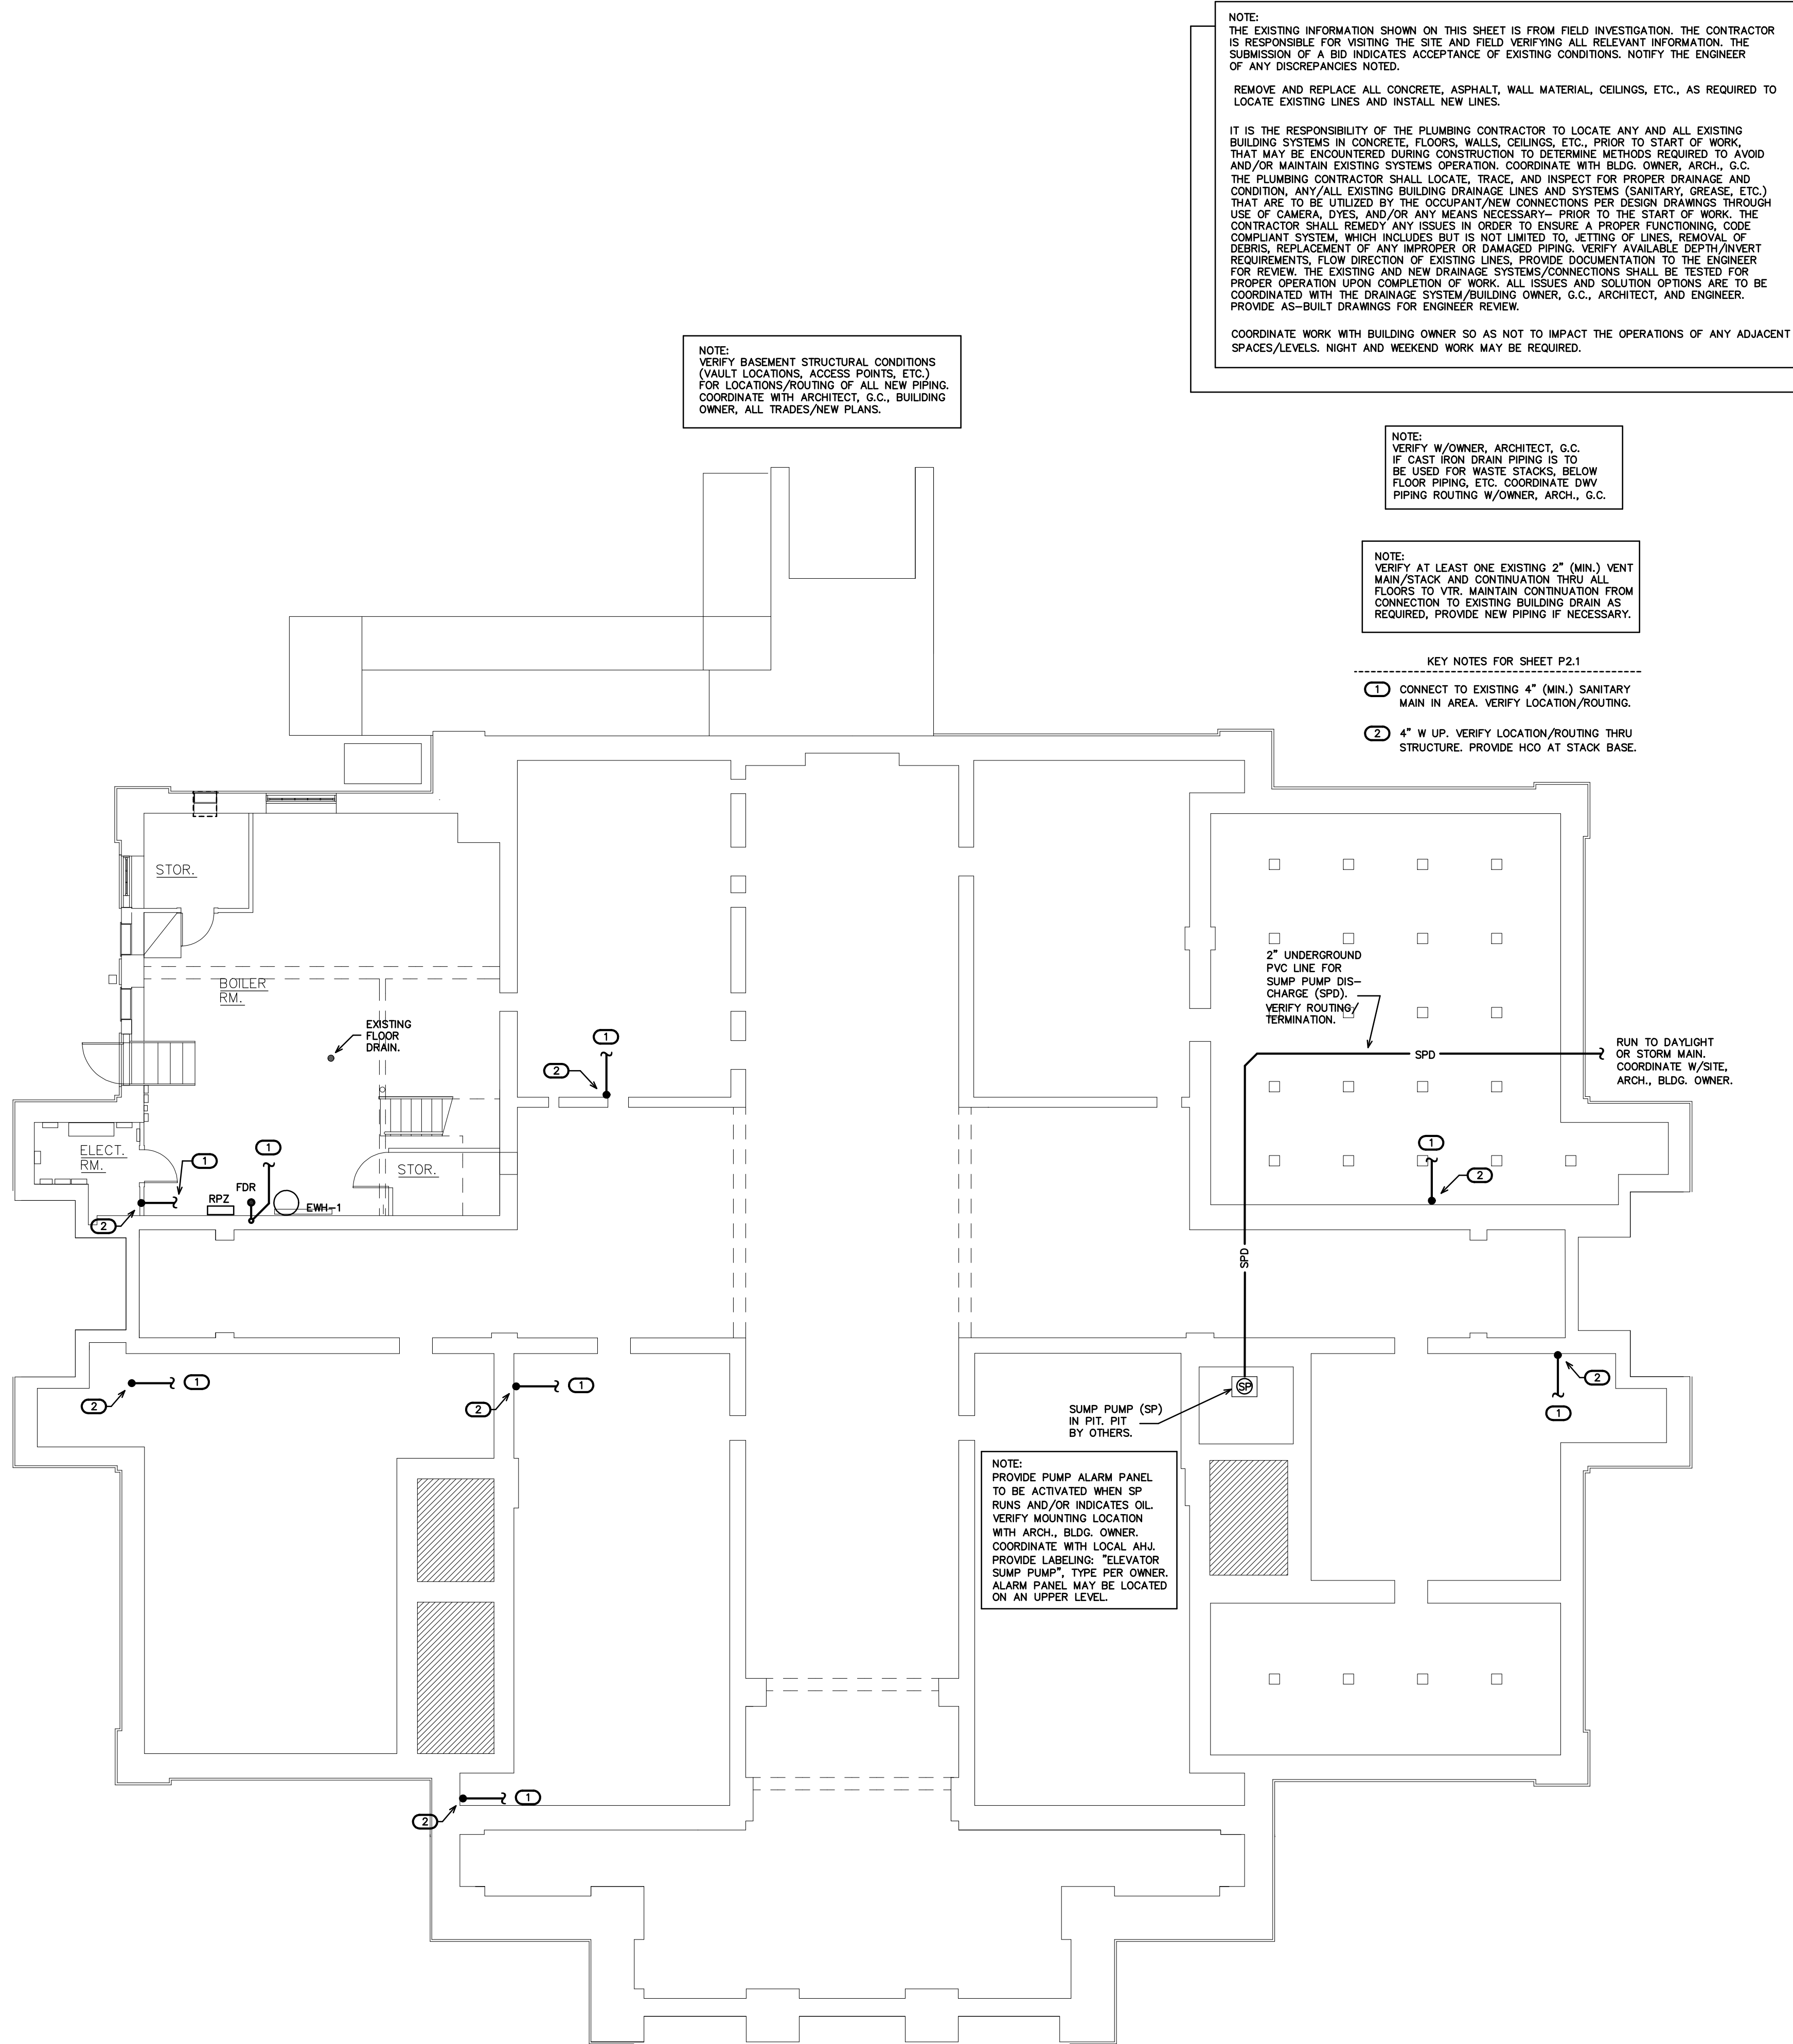 NOTE:
THE EXISTING INFORMATION SHOWN ON THIS SHEET IS FROM FIELD INVESTIGATION. THE CONTRACTOR
IS RESPONSIBLE FOR VISITING THE SITE AND FIELD VERIFYING ALL RELEVANT INFORMATION. THE
SUBMISSION OF A BID INDICATES ACCEPTANCE OF EXISTING CONDITIONS. NOTIFY THE ENGINEER
OF ANY DISCREPANCIES NOTED.
REMOVE AND REPLACE ALL CONCRETE, ASPHALT, WALL MATERIAL, CEILINGS, ETC., AS REQUIRED TO
LOCATE EXISTING LINES AND INSTALL NEW LINES.
IT IS THE RESPONSIBILITY OF THE PLUMBING CONTRACTOR TO LOCATE ANY AND ALL EXISTING
BUILDING SYSTEMS IN CONCRETE, FLOORS, WALLS, CEILINGS, ETC., PRIOR TO START OF WORK,
THAT MAY BE ENCOUNTERED DURING CONSTRUCTION TO DETERMINE METHODS REQUIRED TO AVOID
AND/OR MAINTAIN EXISTING SYSTEMS OPERATION. COORDINATE WITH BLDG. OWNER, ARCH., G.C.
THE PLUMBING CONTRACTOR SHALL LOCATE, TRACE, AND INSPECT FOR PROPER DRAINAGE AND
CONDITION, ANY/ALL EXISTING BUILDING DRAINAGE LINES AND SYSTEMS (SANITARY, GREASE, ETC.)
THAT ARE TO BE UTILIZED BY THE OCCUPANT/NEW CONNECTIONS PER DESIGN DRAWINGS THROUGH
USE OF CAMERA, DYES, AND/OR ANY MEANS NECESSARY– PRIOR TO THE START OF WORK. THE
CONTRACTOR SHALL REMEDY ANY ISSUES IN ORDER TO ENSURE A PROPER FUNCTIONING, CODE
COMPLIANT SYSTEM, WHICH INCLUDES BUT IS NOT LIMITED TO, JETTING OF LINES, REMOVAL OF
DEBRIS, REPLACEMENT OF ANY IMPROPER OR DAMAGED PIPING. VERIFY AVAILABLE DEPTH/INVERT
REQUIREMENTS, FLOW DIRECTION OF EXISTING LINES, PROVIDE DOCUMENTATION TO THE ENGINEER
FOR REVIEW. THE EXISTING AND NEW DRAINAGE SYSTEMS/CONNECTIONS SHALL BE TESTED FOR
PROPER OPERATION UPON COMPLETION OF WORK. ALL ISSUES AND SOLUTION OPTIONS ARE TO BE
COORDINATED WITH THE DRAINAGE SYSTEM/BUILDING OWNER, G.C., ARCHITECT, AND ENGINEER.
PROVIDE AS–BUILT DRAWINGS FOR ENGINEER REVIEW.
COORDINATE WORK WITH BUILDING OWNER SO AS NOT TO IMPACT THE OPERATIONS OF ANY ADJACENT
SPACES/LEVELS. NIGHT AND WEEKEND WORK MAY BE REQUIRED.
NOTE:
VERIFY BASEMENT STRUCTURAL CONDITIONS
(VAULT LOCATIONS, ACCESS POINTS, ETC.)
FOR LOCATIONS/ROUTING OF ALL NEW PIPING.
COORDINATE WITH ARCHITECT, G.C., BUILIDING
OWNER, ALL TRADES/NEW PLANS.
NOTE:
VERIFY W/OWNER, ARCHITECT, G.C.
IF CAST IRON DRAIN PIPING IS TO
BE USED FOR WASTE STACKS, BELOW
FLOOR PIPING, ETC. COORDINATE DWV
PIPING ROUTING W/OWNER, ARCH., G.C.
NOTE:
VERIFY AT LEAST ONE EXISTING 2" (MIN.) VENT
MAIN/STACK AND CONTINUATION THRU ALL
FLOORS TO VTR. MAINTAIN CONTINUATION FROM
CONNECTION TO EXISTING BUILDING DRAIN AS
REQUIRED, PROVIDE NEW PIPING IF NECESSARY.
KEY NOTES FOR SHEET P2.1
1 CONNECT TO EXISTING 4" (MIN.) SANITARY
MAIN IN AREA. VERIFY LOCATION/ROUTING.
2 4" W UP. VERIFY LOCATION/ROUTING THRU
STRUCTURE. PROVIDE HCO AT STACK BASE.
STOR.
BOILER
RM.
EXISTING
FLOOR
DRAIN.
1
2
2" UNDERGROUND
PVC LINE FOR
SUMP PUMP DIS–
CHARGE (SPD).
VERIFY ROUTING/
TERMINATION.
SPD
RUN TO DAYLIGHT
OR STORM MAIN.
COORDINATE W/SITE,
ARCH., BLDG. OWNER.
ELECT.
RM.
1
1
STOR.
FDR
RPZ
EWH–1
2
1
2
SPD
1
2
1
2
2
1
SP
SUMP PUMP (SP)
IN PIT. PIT
BY OTHERS.
NOTE:
PROVIDE PUMP ALARM PANEL
TO BE ACTIVATED WHEN SP
RUNS AND/OR INDICATES OIL.
VERIFY MOUNTING LOCATION
WITH ARCH., BLDG. OWNER.
COORDINATE WITH LOCAL AHJ.
PROVIDE LABELING: "ELEVATOR
SUMP PUMP", TYPE PER OWNER.
ALARM PANEL MAY BE LOCATED
ON AN UPPER LEVEL.
1
2